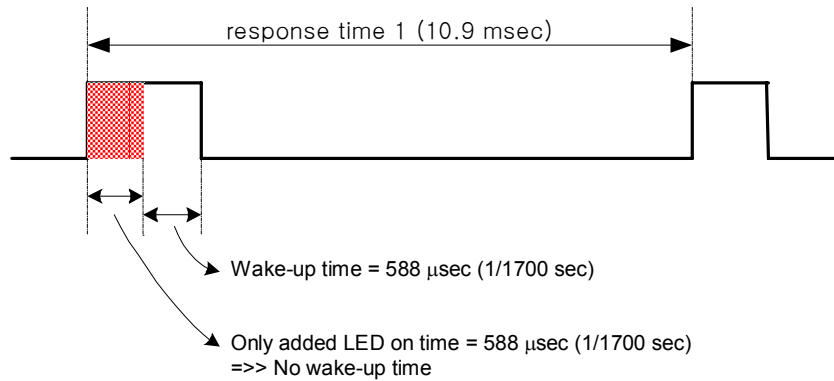 response time 1 (10.9 msec)
Wake-up time = 588 μsec (1/1700 sec)
Only added LED on time = 588 μsec (1/1700 sec)
=>> No wake-up time